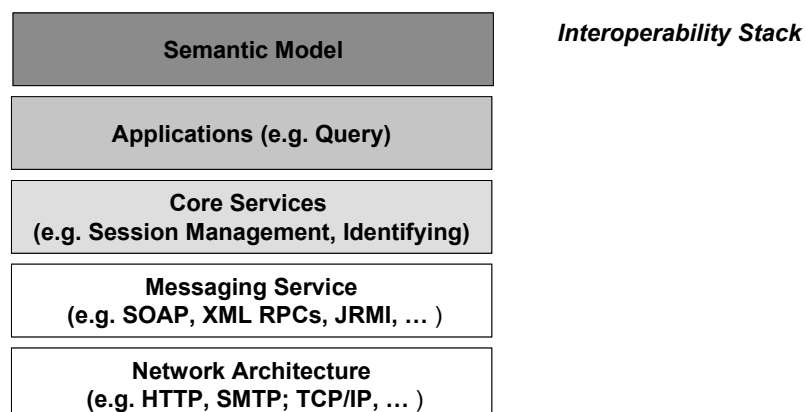 Interoperability Stack
Semantic Model
Applications (e.g. Query)
Core Services
(e.g. Session Management, Identifying)
Messaging Service
(e.g. SOAP, XML RPCs, JRMI, … )
Network Architecture
(e.g. HTTP, SMTP; TCP/IP, … )